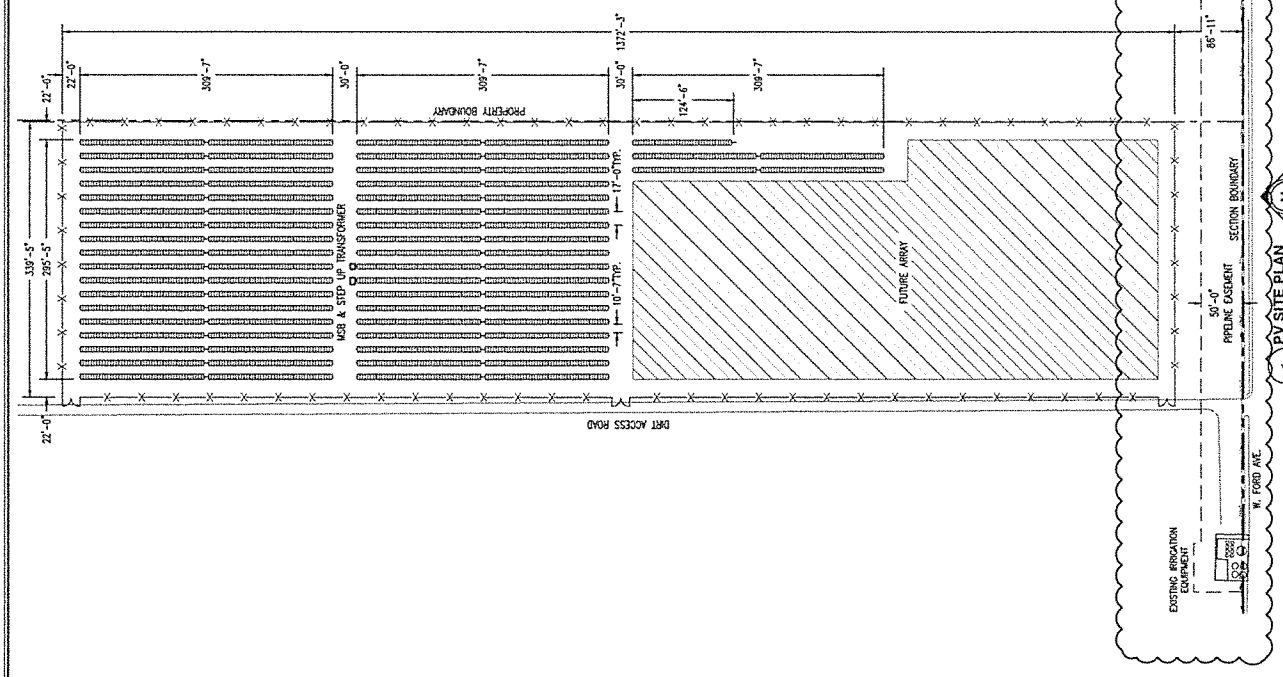 339'-5"
295'-5"
22'-0"
22'-0"
22'-0"
309'-7"
30'-0"
309'-7"
30'-0"
309'-7"
124'-6"
1372'-3"
86'-11"
PROPERTY BOUNDARY
MSB & STEP UP TRANSFORMER
17'-0" TYP.
10'-7" TYP.
FUTURE ARRAY
DIRT ACCESS ROAD
50'-0"
PIPELINE EASEMENT
SECTION BOUNDARY
EXISTING IRRIGATION
EQUIPMENT
W. FORD AVE.
PV SITE PLAN